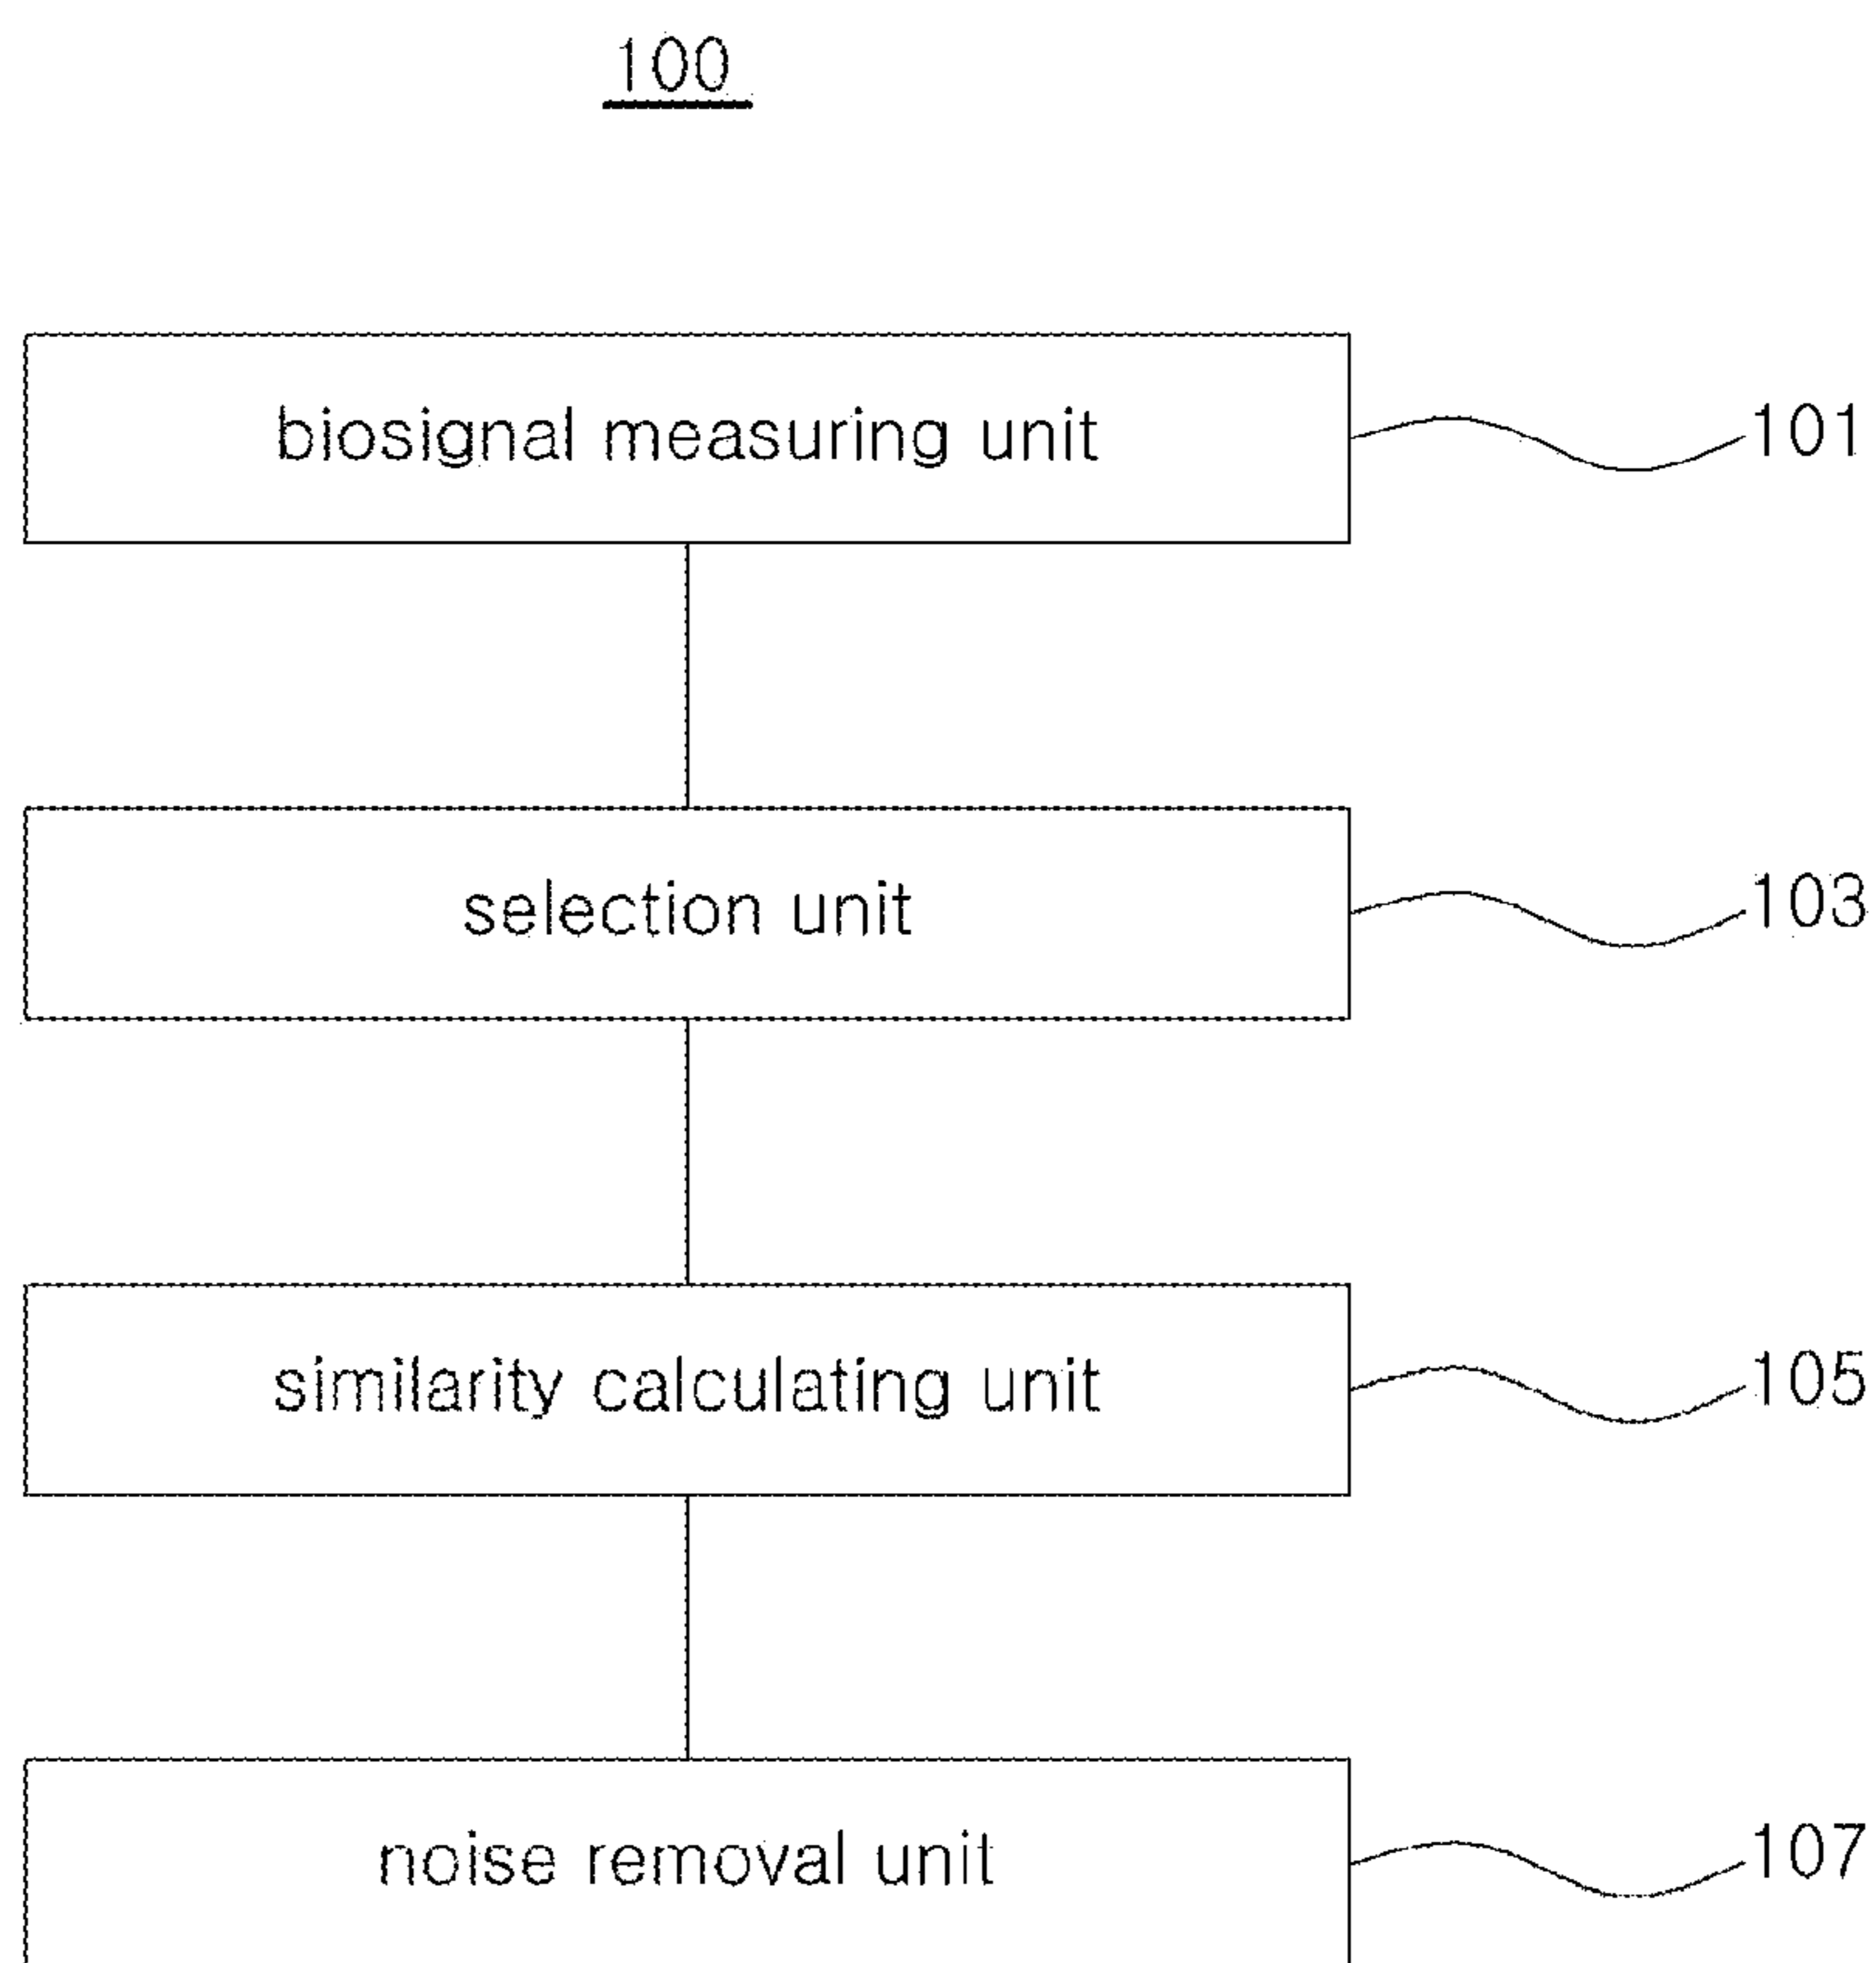 100
biosignal measuring unit 101
selection unit 103
similarity calculating unit 105
noise removal unit 107